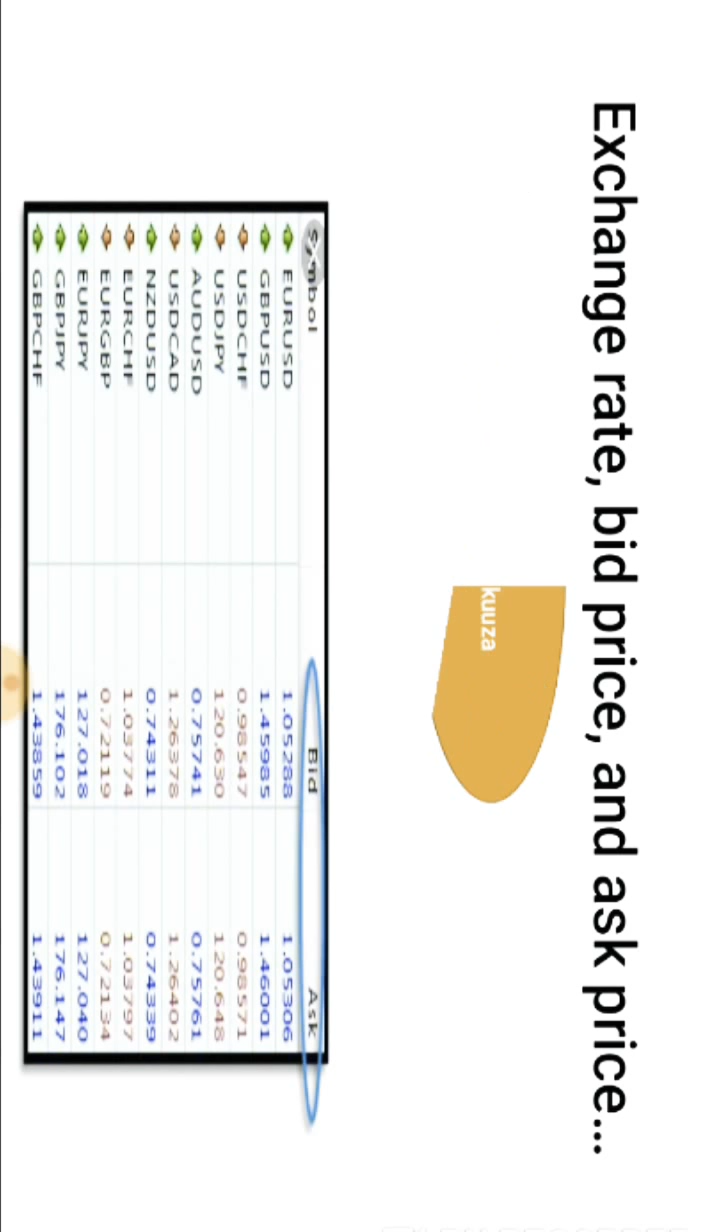 Exchange rate, bid price, and ask price...
kuuza
Symbol Bid Ask
EURUSD 1.05288 1.05306
GBPUSD 1.45985 1.46001
USDCHF 0.98547 0.98571
USDJPY 120.630 120.648
AUDUSD 0.75741 0.75761
USDCAD 1.26378 1.26402
NZDUSD 0.74311 0.74339
EURCHF 1.03774 1.03797
EURGBP 0.72119 0.72134
EURJPY 127.018 127.040
GBPJPY 176.102 176.147
GBPCHF 1.43859 1.43911